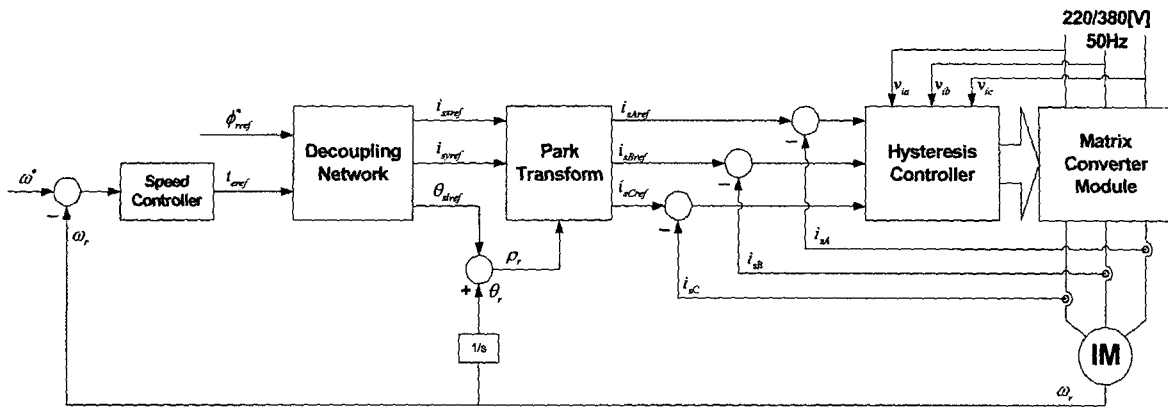 220/380[V]
50Hz
v_ia
v_ib
v_ic
ϕ*_rref
Decoupling
Network
i_sxref
i_syref
θ_slref
Park
Transform
i_sAref
i_sBref
i_sCref
−
−
−
Hysteresis
Controller
Matrix
Converter
Module
ω*
−
ω_r
Speed
Controller
t_eref
ρ_r
+
θ_r
1/s
i_sA
i_sB
i_sC
IM
ω_r